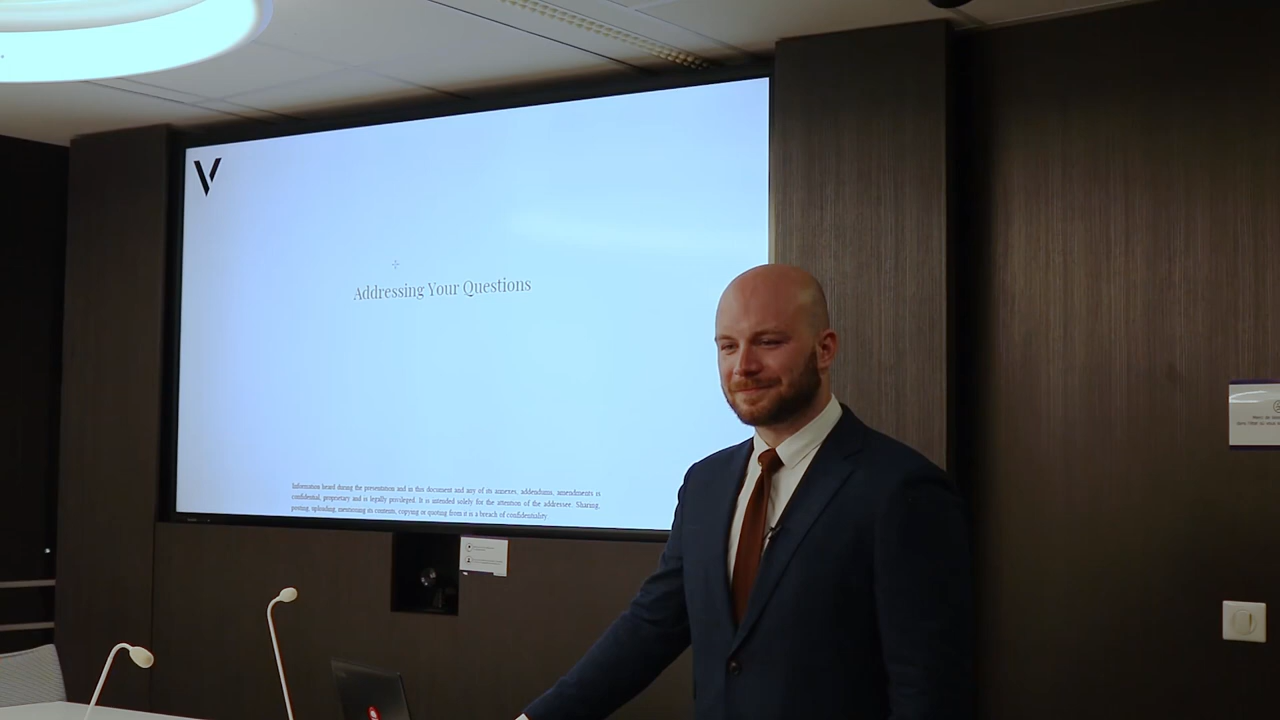 V
Addressing Your Questions
Information heard during the presentation and in this document and any of its annexes, addendums, amendments is
confidential, proprietary and is legally privileged. It is intended solely for the attention of the addressee. Sharing,
posting, uploading, mentioning its contents, copying or quoting from it is a breach of confidentiality.